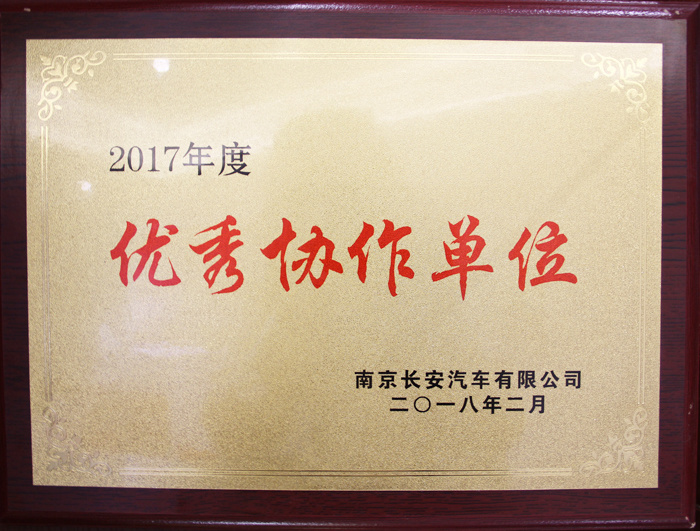 2017年度
优秀协作单位
南京长安汽车有限公司
二〇一八年二月